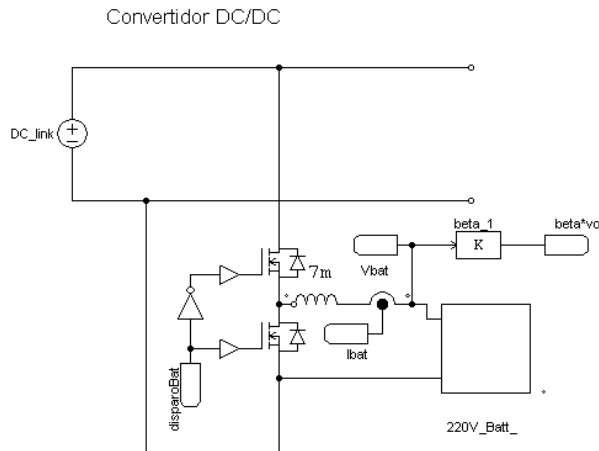 Convertidor DC/DC
DC_link
+
−
beta_1
beta*vo
K
Vbat
7m
Ibat
disparoBat
220V_Batt_